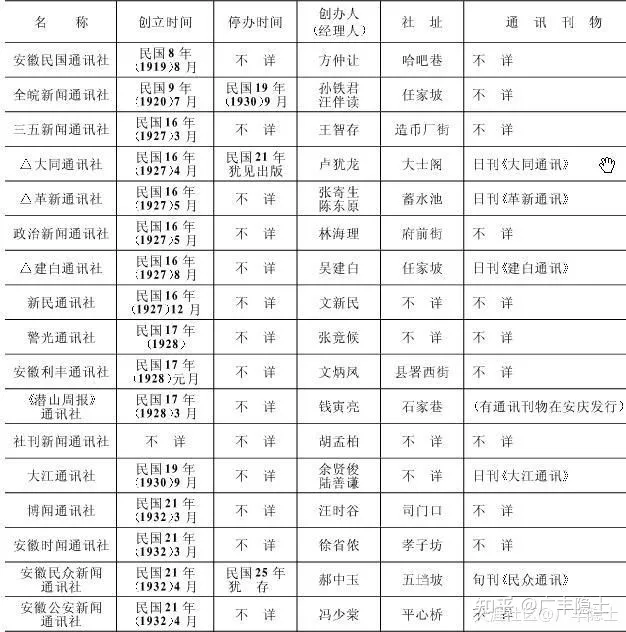 名 称 创立时间 停办时间 创办人(经理人) 社 址 通 讯 刊 物
安徽民国通讯社 民国8年(1919)8月 不 详 方仲让 哈吧巷 不 详
全皖新闻通讯社 民国9年(1920)7月 民国19年(1930)9月 孙铁君 汪伴读 任家坡 不 详
三五新闻通讯社 民国16年(1927)3月 不 详 王智存 造币厂街 不 详
△大同通讯社 民国16年(1927)4月 民国21年犹见出版 卢犹龙 大士阁 日刊《大同通讯》
△革新通讯社 民国16年(1927)5月 不 详 张寄生 陈东原 蓄水池 日刊《革新通讯》
政治新闻通讯社 民国16年(1927)5月 不 详 林海理 府前街 不 详
△建白通讯社 民国16年(1927)8月 不 详 吴建白 任家坡 日刊《建白通讯》
新民通讯社 民国16年(1927)12月 不 详 文新民 不 详 不 详
警光通讯社 民国17年(1928) 不 详 张竞候 不 详 不 详
安徽利丰通讯社 民国17年(1928)元月 不 详 文炳凤 县署西街 不 详
《潜山周报》通讯社 民国17年(1928)3月 不 详 钱寅亮 石家巷 (有通讯刊物在安庆发行)
社刊新闻通讯社 不 详 不 详 胡孟柏 不 详 不 详
大江通讯社 民国19年(1930)9月 不 详 余贤俊 陆善谦 不 详 日刊《大江通讯》
博闻通讯社 民国21年(1932)3月 不 详 汪时谷 司门口 不 详
安徽时闻通讯社 民国21年(1932)3月 不 详 徐省侬 孝子坊 不 详
安徽民众新闻通讯社 民国21年(1932)4月 民国25年犹 存 郝中玉 五垱坡 旬刊《民众通讯》
安徽公安新闻通讯社 民国21年(1932)4月 不 详 冯少棠 平心桥 不 详
知乎 @广丰隐士